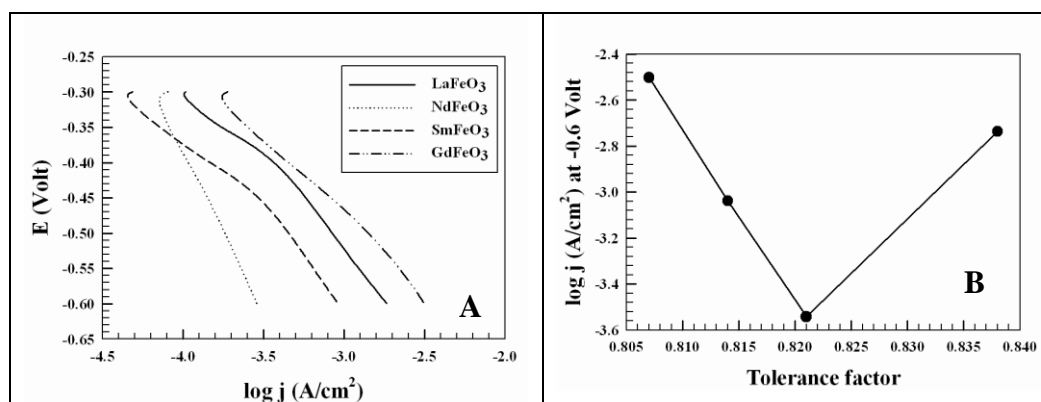 -0.25
-0.30
-0.35
-0.40
-0.45
-0.50
-0.55
-0.60
-0.65
E (Volt)
LaFeO3
NdFeO3
SmFeO3
GdFeO3
A
-4.5 -4.0 -3.5 -3.0 -2.5 -2.0
log j (A/cm²)
-2.4
-2.6
-2.8
-3.0
-3.2
-3.4
-3.6
log j (A/cm²) at -0.6 Volt
B
0.805 0.810 0.815 0.820 0.825 0.830 0.835 0.840
Tolerance factor